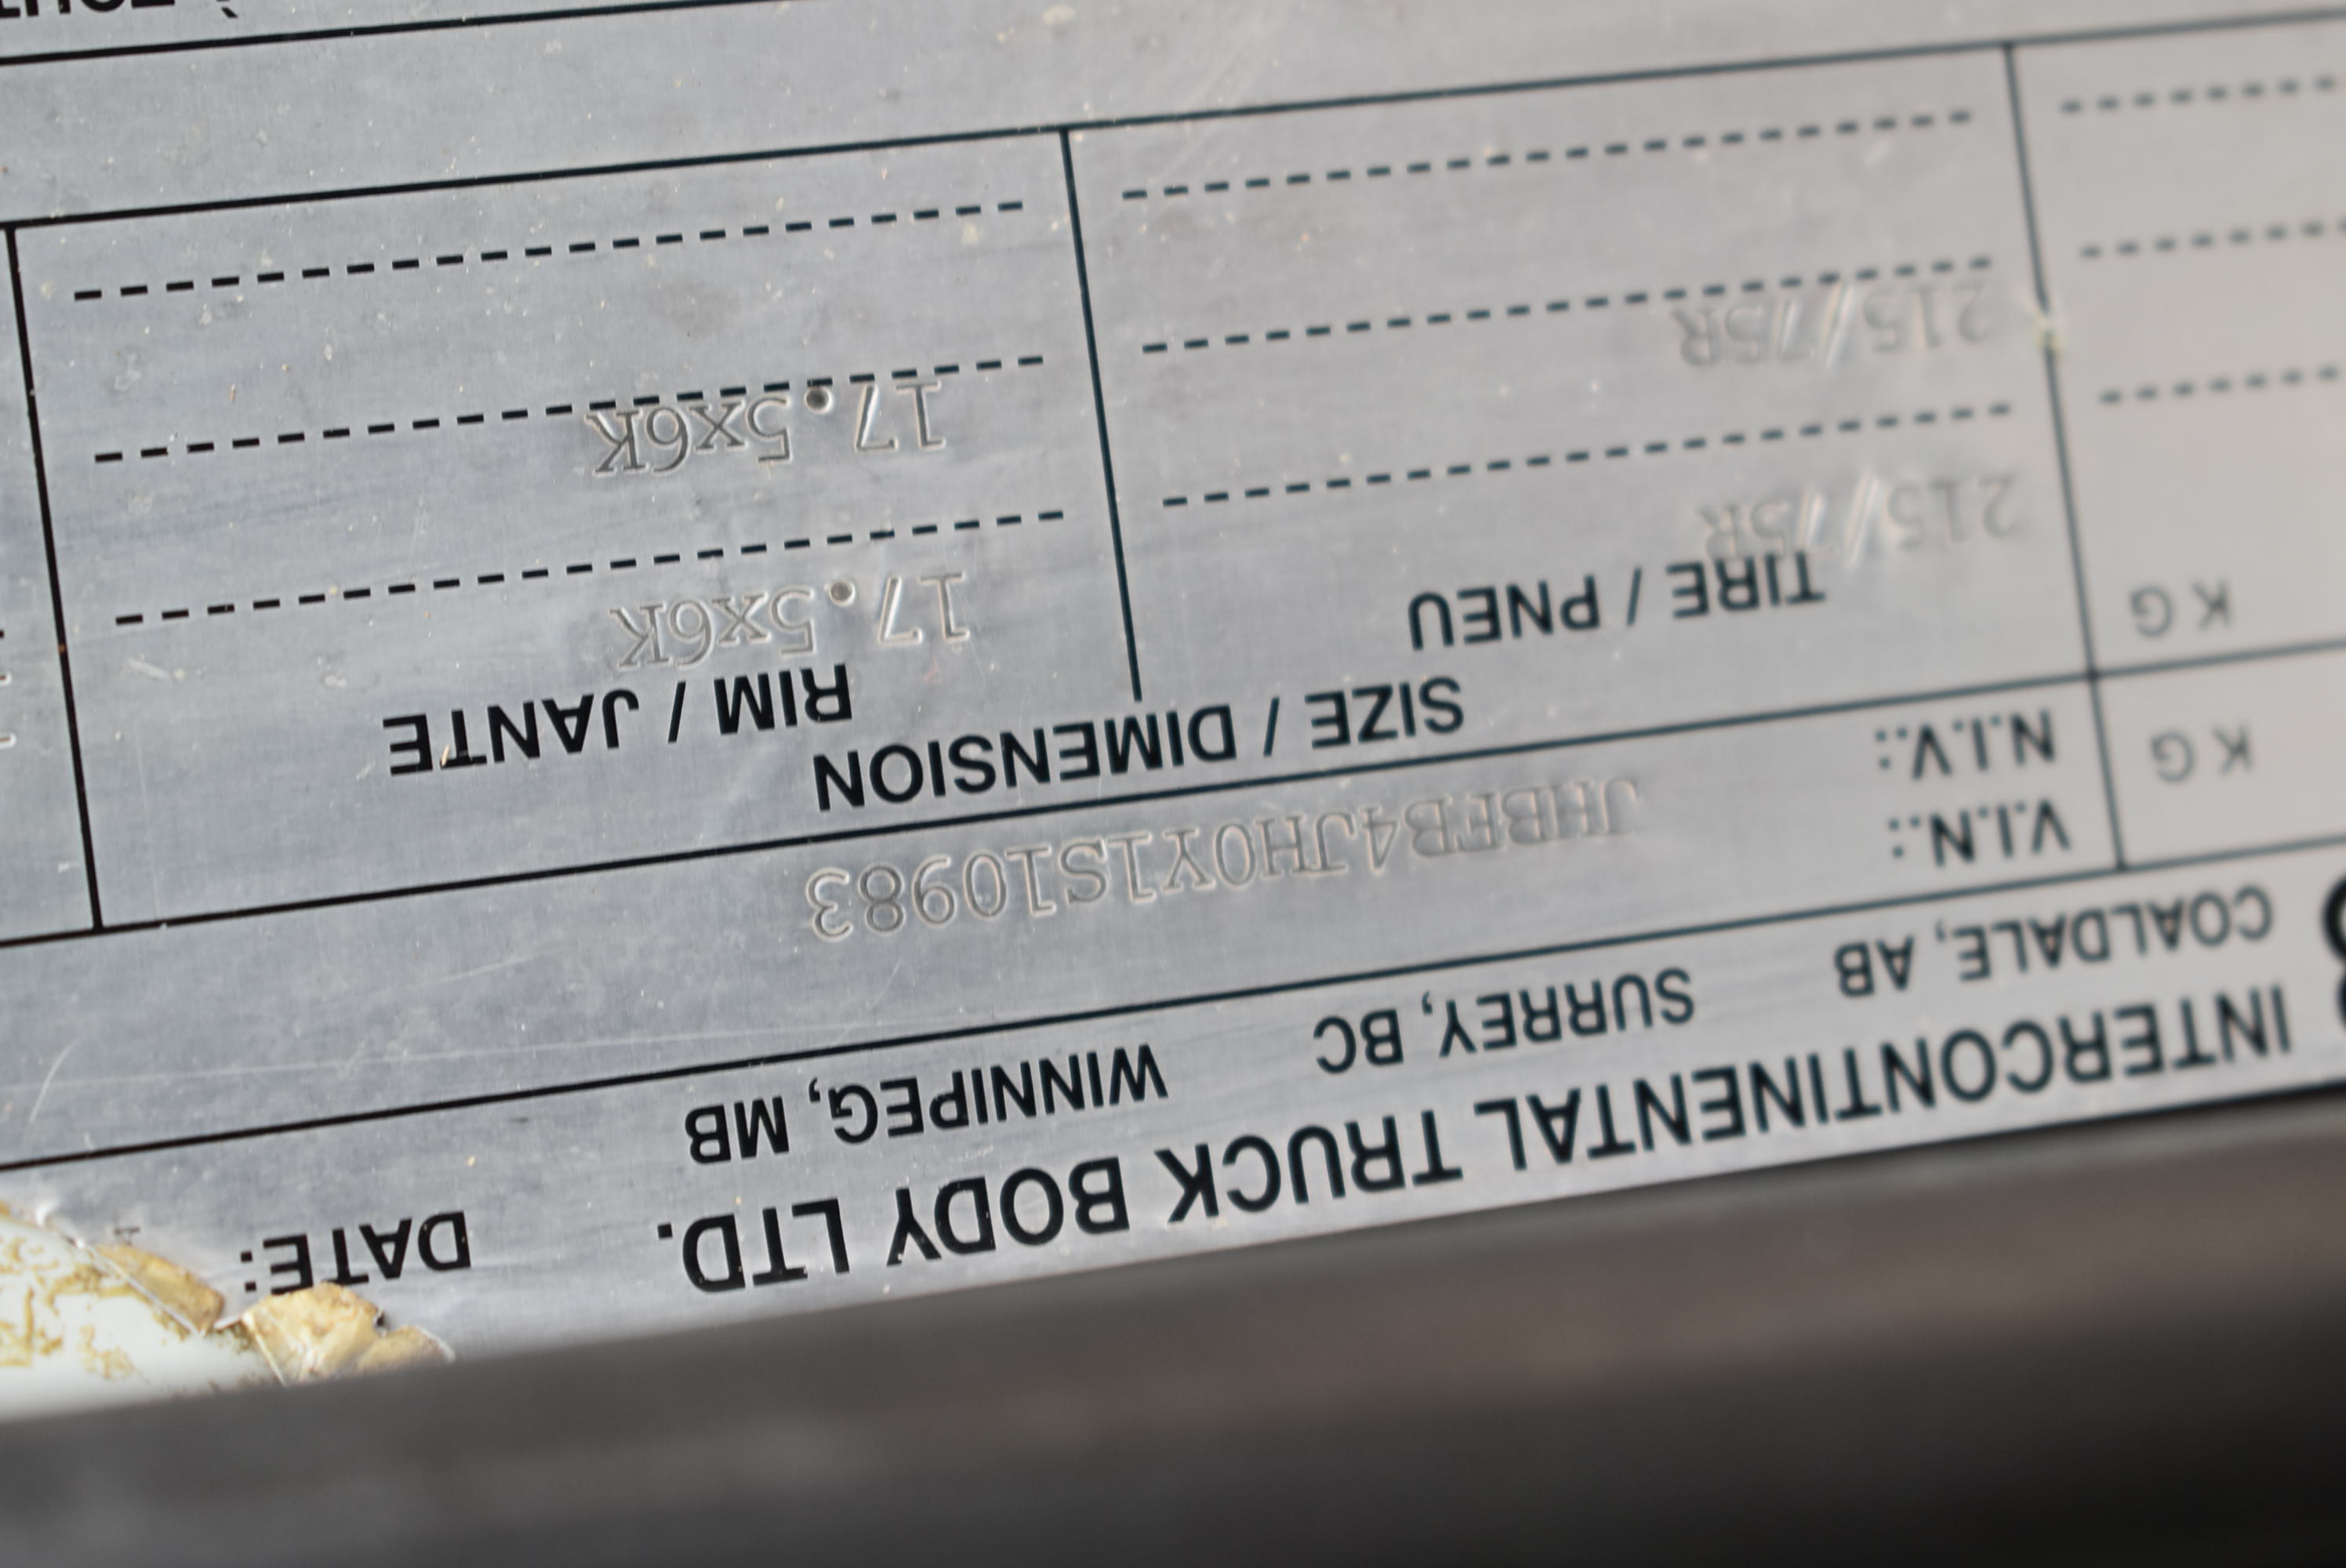 INTERCONTINENTAL TRUCK BODY LTD. DATE:
COALDALE, AB SURREY, BC WINNIPEG, MB
V.I.N.: JHBFB4JH0Y1S10983
N.I.V.:
KG
KG
SIZE / DIMENSION
TIRE / PNEU RIM / JANTE
215/75R 17.5x6K
215/75R 17.5x6K